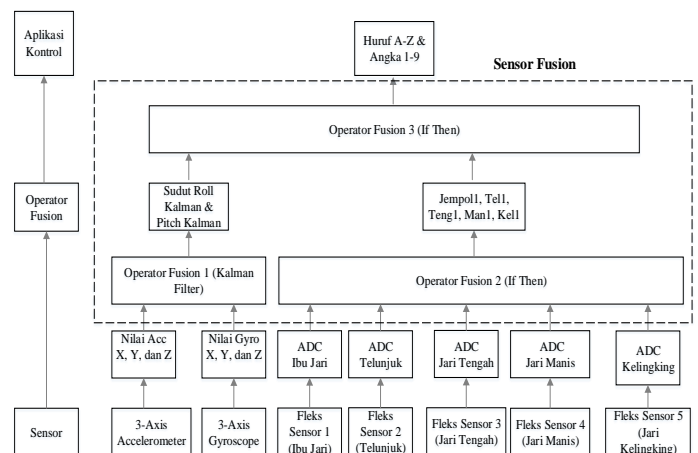 Aplikasi
Kontrol
Huruf A-Z &
Angka 1-9
Sensor Fusion
Operator Fusion 3 (If Then)
Operator
Fusion
Sudut Roll
Kalman &
Pitch Kalman
Jempol1, Tel1,
Teng1, Man1, Kel1
Operator Fusion 1 (Kalman
Filter)
Operator Fusion 2 (If Then)
Nilai Acc
X, Y, dan Z
Nilai Gyro
X, Y, dan Z
ADC
Ibu Jari
ADC
Telunjuk
ADC
Jari Tengah
ADC
Jari Manis
ADC
Kelingking
Sensor
3-Axis
Accelerometer
3-Axis
Gyroscope
Fleks
Sensor 1
(Ibu Jari)
Fleks
Sensor 2
(Telunjuk)
Fleks Sensor 3
(Jari Tengah)
Fleks Sensor 4
(Jari Manis)
Fleks Sensor 5
(Jari
Kelingking)